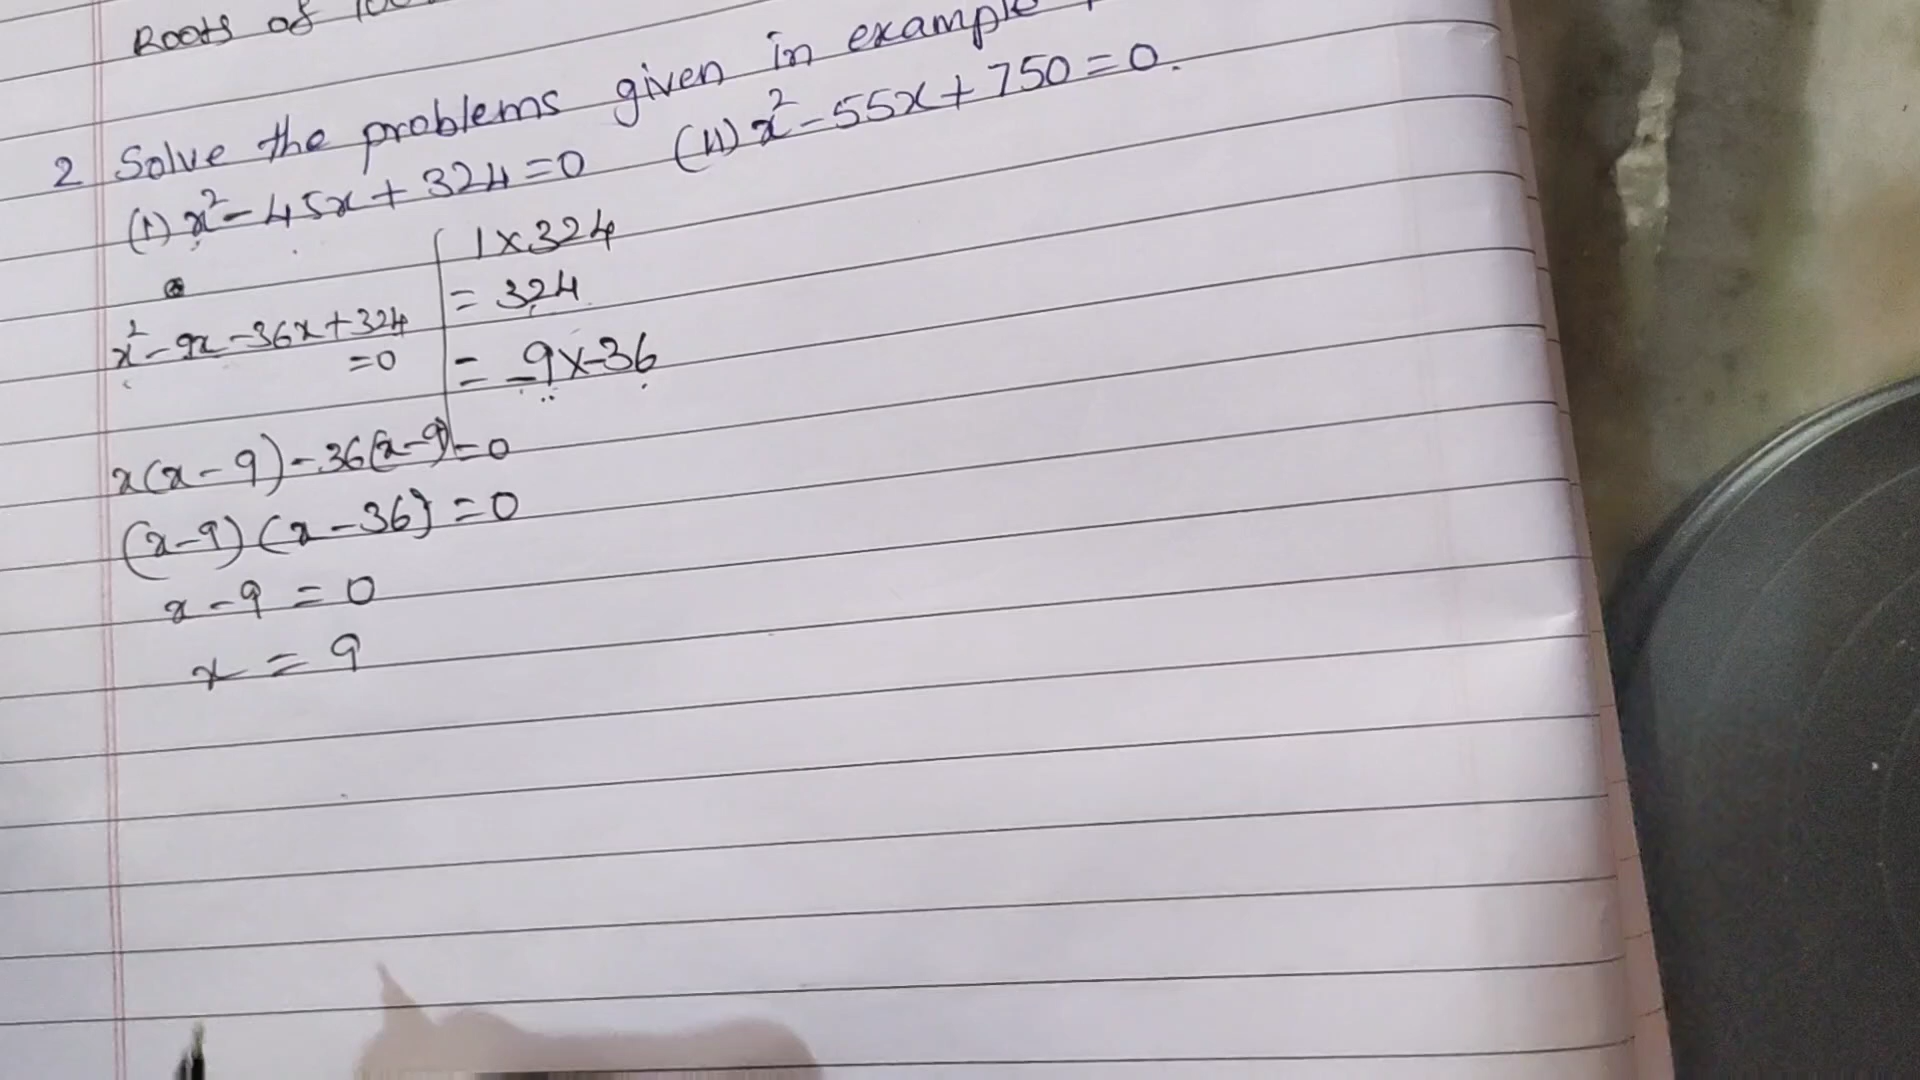 Roots of
2 Solve the problems given in example
(i) x² - 45x + 324 = 0 (ii) x² - 55x + 750 = 0.
1 x 324
= 324
= -9 x -36
x² - 9x - 36x + 324
= 0
x(x - 9) - 36(x - 9) = 0
(x - 9) (x - 36) = 0
x - 9 = 0
x = 9